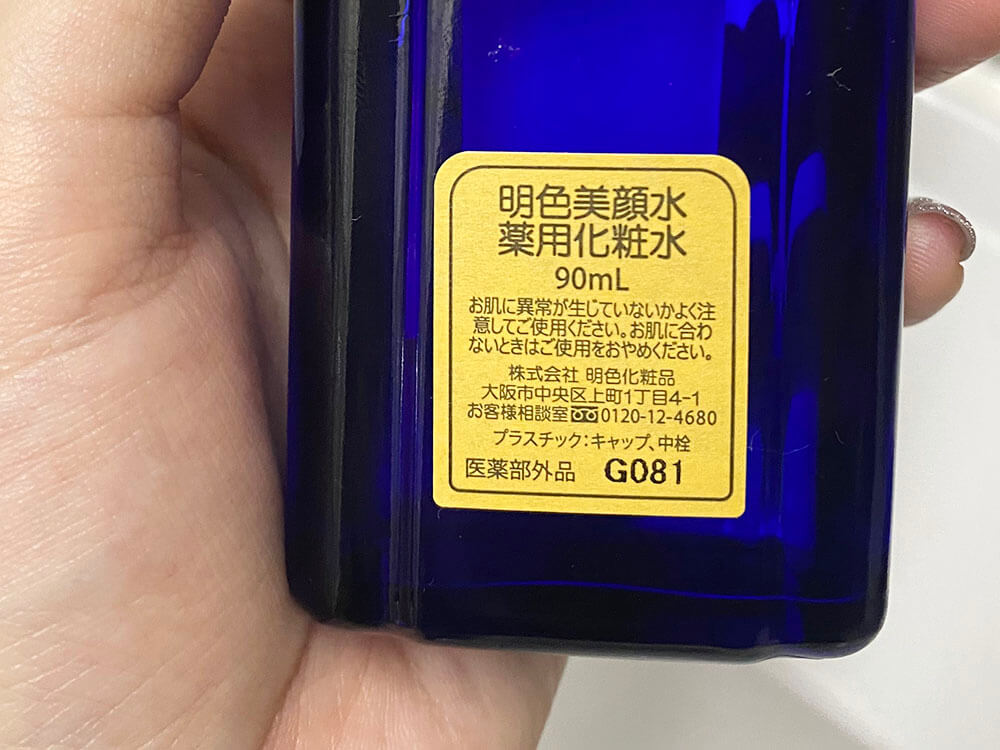 明色美顔水
薬用化粧水
90mL
お肌に異常が生じていないかよく注
意してご使用ください。お肌に合わ
ないときはご使用をおやめください。
株式会社 明色化粧品
大阪市中央区上町1丁目4-1
お客様相談室 0120-12-4680
プラスチック:キャップ、中栓
医薬部外品 G081